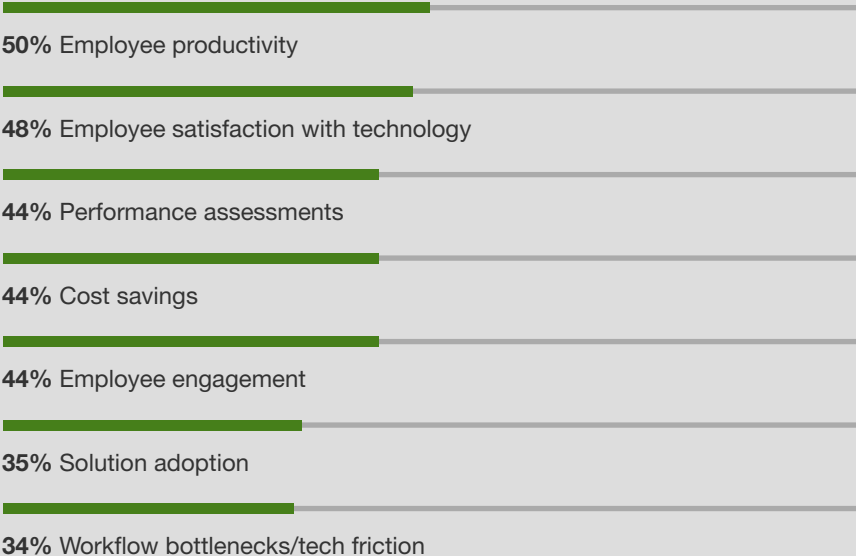 50% Employee productivity
48% Employee satisfaction with technology
44% Performance assessments
44% Cost savings
44% Employee engagement
35% Solution adoption
34% Workflow bottlenecks/tech friction